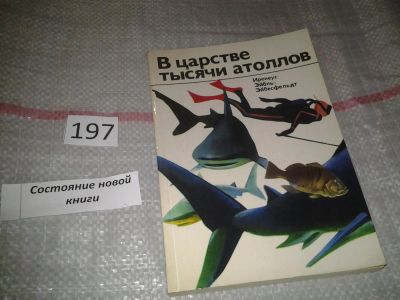 В царстве
тысячи атоллов
Иренеус
Эйбль-
Эйбесфельдт
197
Состояние новой
книги